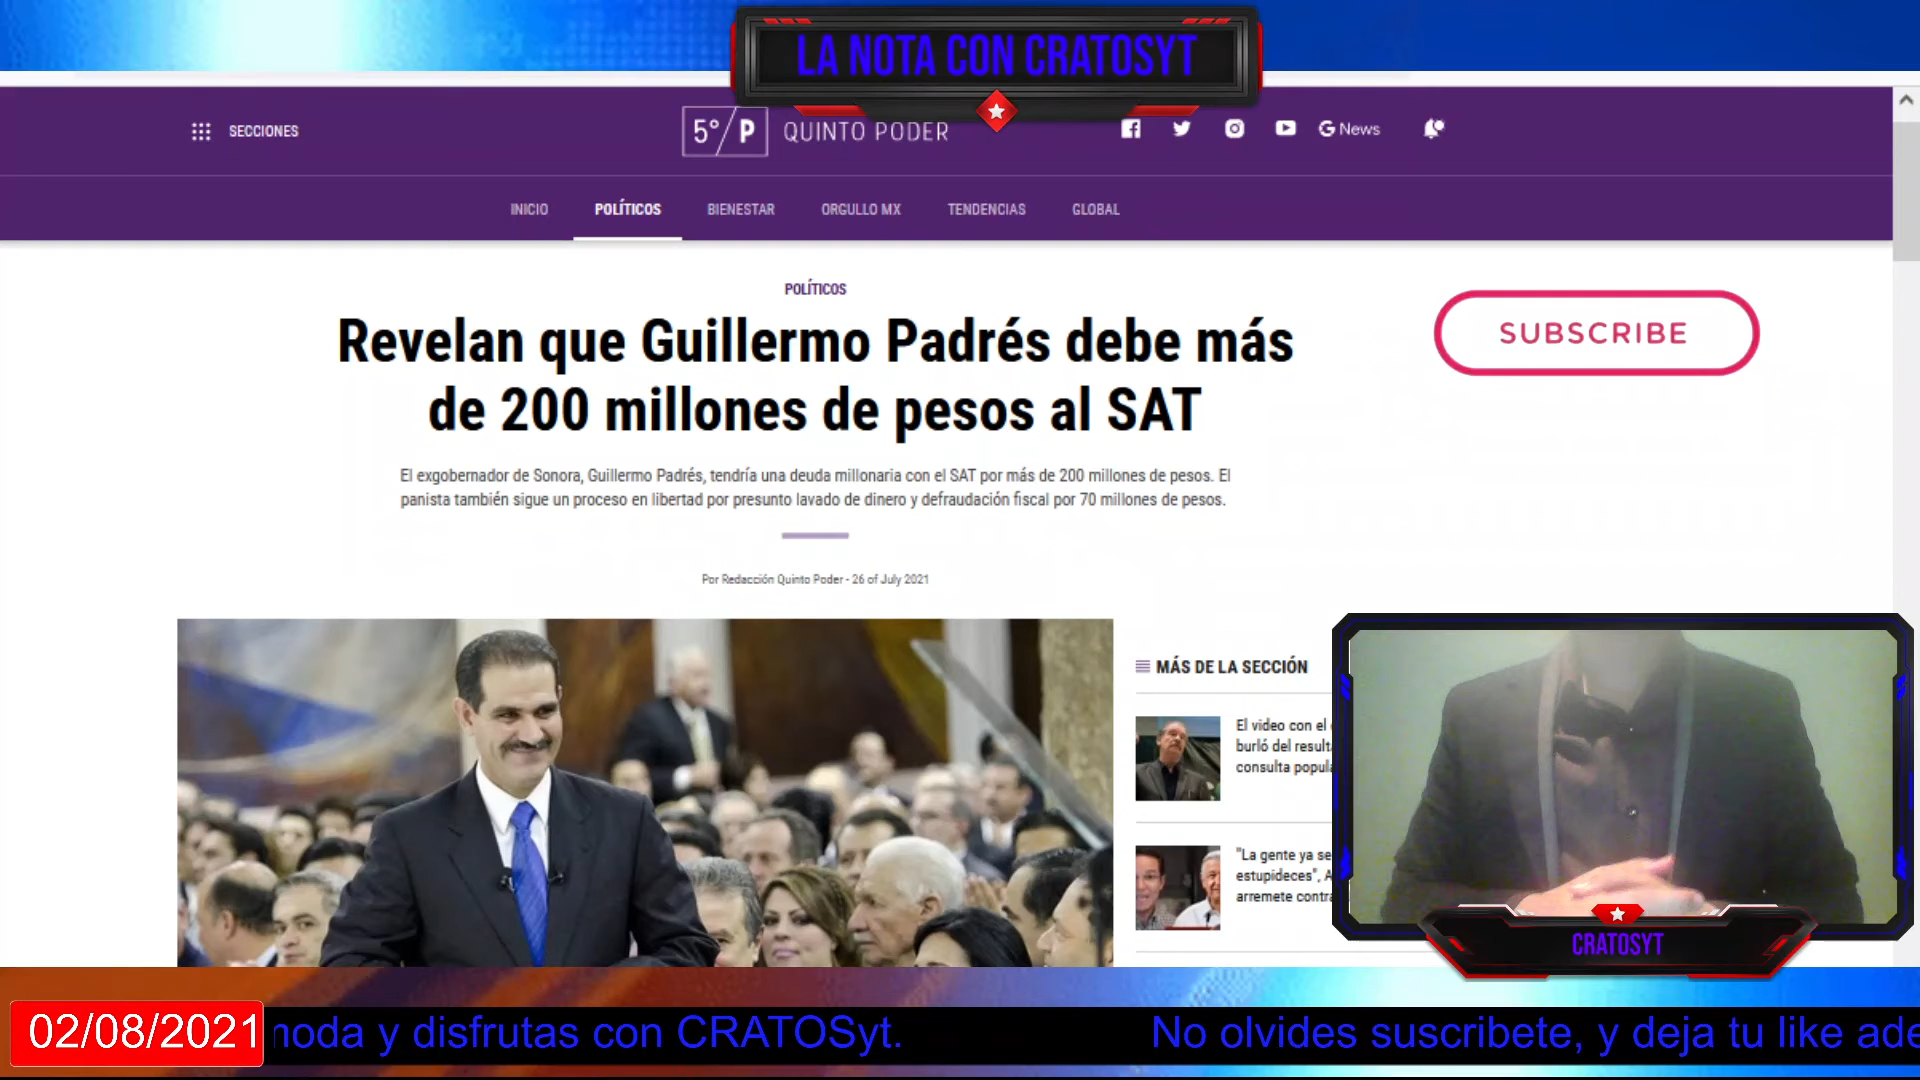 LA NOTA CON CRATOSYT
SECCIONES
5°/P QUINTO PODER
G News
INICIO
POLÍTICOS
BIENESTAR
ORGULLO MX
TENDENCIAS
GLOBAL
POLÍTICOS
Revelan que Guillermo Padrés debe más
de 200 millones de pesos al SAT
SUBSCRIBE
El exgobernador de Sonora, Guillermo Padrés, tendría una deuda millonaria con el SAT por más de 200 millones de pesos. El
panista también sigue un proceso en libertad por presunto lavado de dinero y defraudación fiscal por 70 millones de pesos.
Por Redacción Quinto Poder - 26 of July 2021
MÁS DE LA SECCIÓN
El video con el
burló del
consulta
"La gente ya se
estupideces",
arremete
CRATOSYT
02/08/2021
y disfrutas con CRATOSyt.
No olvides suscribete, y deja tu like